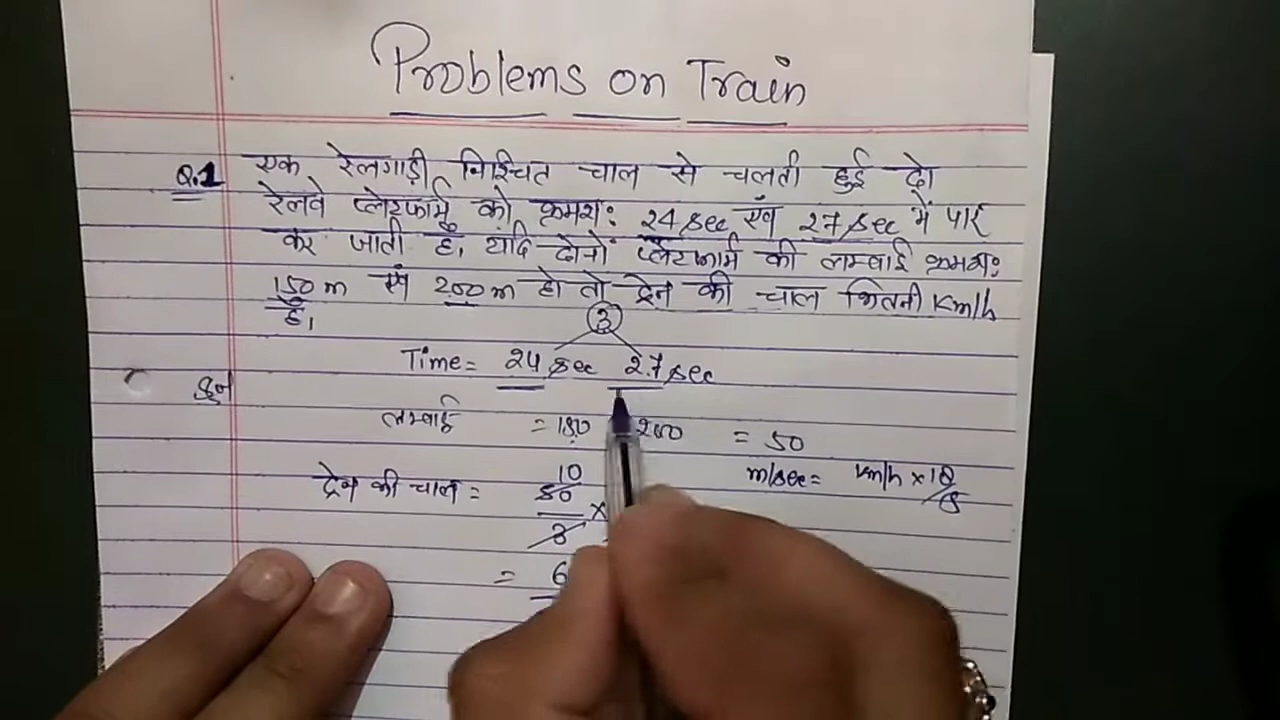 Problems on Train
Q.1 एक रेलगाड़ी निश्चित चाल से चलती हुई दो
रेलवे प्लेटफार्म को क्रमशः 24 sec एंव 27 sec में पार
कर जाती है, यदि दोनों प्लेटफार्म की लम्बाई क्रमशः
150 m एंव 200 m हो तो ट्रेन की चाल कितनी Km/h
है,
3
Time = 24 sec 27 sec
लम्बाई = 150 200 = 50
m/sec = Km/h × 18/5
ट्रेन की चाल = 10
50
3 ×
= 6